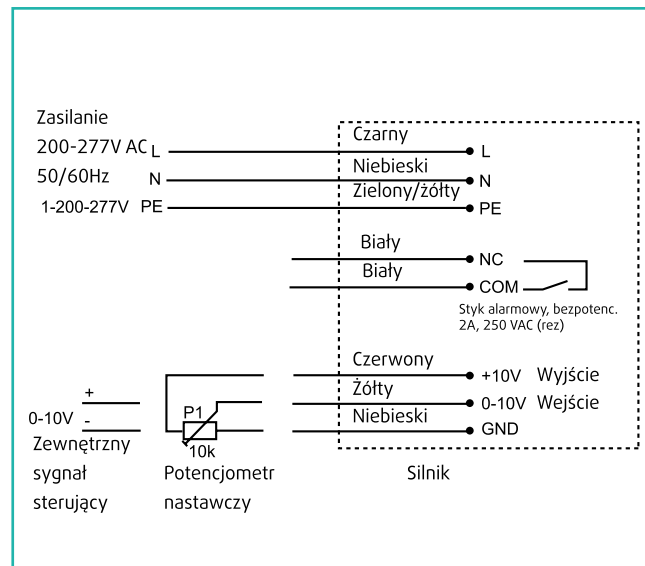 Zasilanie
200-277V AC L
50/60Hz N
1-200-277V PE
Czarny
L
Niebieski
N
Zielony/żółty
PE
Biały
NC
Biały
COM
Styk alarmowy, bezpotenc.
2A, 250 VAC (rez)
Czerwony
+10V Wyjście
Żółty
0-10V Wejście
Niebieski
GND
+
0-10V -
Zewnętrzny
sygnał
sterujący
P1
10k
Potencjometr
nastawczy
Silnik